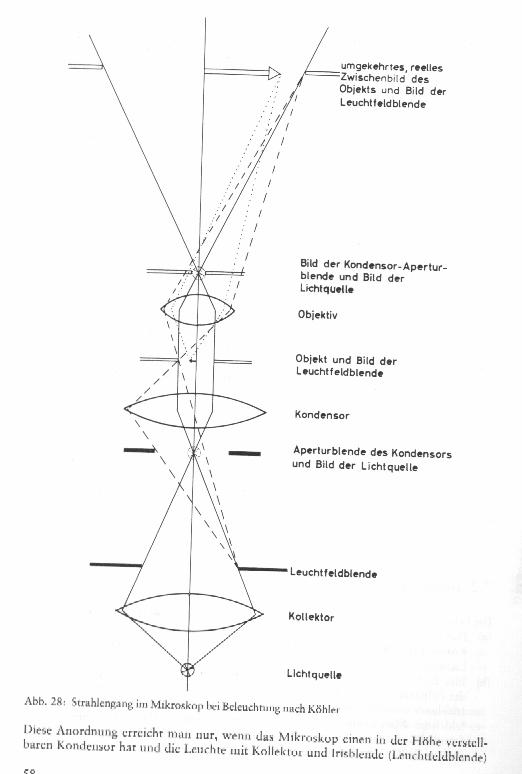 umgekehrtes, reelles
Zwischenbild des
Objekts und Bild der
Leuchtfeldblende
Bild der Kondensor-Apertur-
blende und Bild der
Lichtquelle
Objektiv
Objekt und Bild der
Leuchtfeldblende
Kondensor
Aperturblende des Kondensors
und Bild der Lichtquelle
Leuchtfeldblende
Kollektor
Lichtquelle
Abb. 28: Strahlengang im Mikroskop bei Beleuchtung nach Köhler
Diese Anordnung erreicht man nur, wenn das Mikroskop einen in der Höhe verstell-
baren Kondensor hat und die Leuchte mit Kollektor und Irisblende (Leuchtfeldblende)